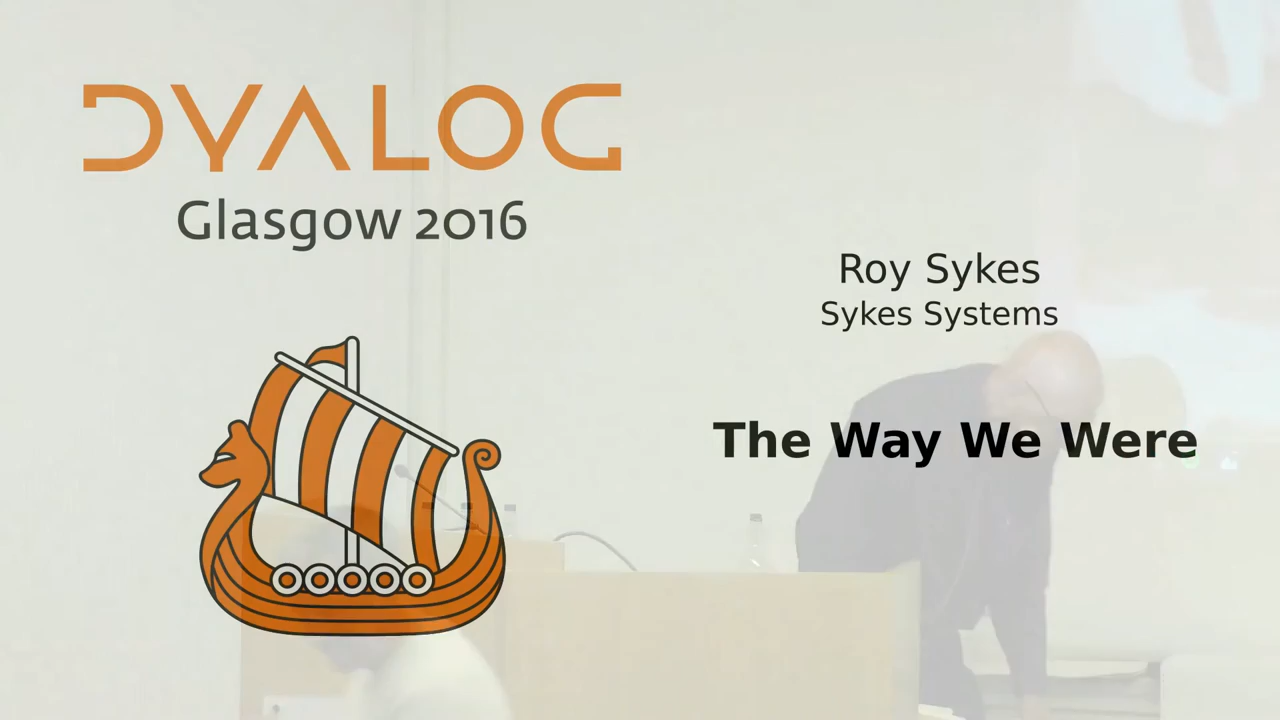 DYALOG
Glasgow 2016
Roy Sykes
Sykes Systems
The Way We Were